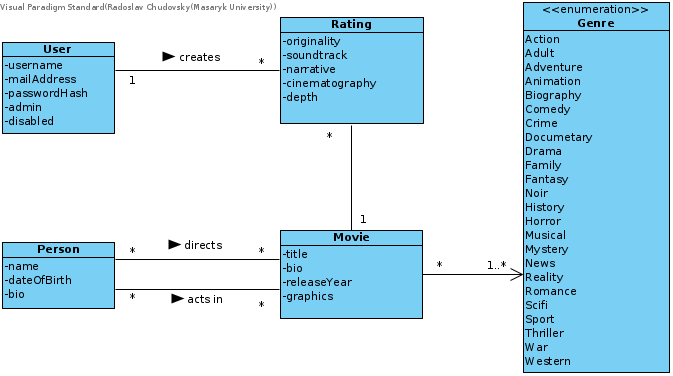 Visual Paradigm Standard(Radoslav Chudovsky(Masaryk University))
User
-username
-mailAddress
-passwordHash
-admin
-disabled
creates
1
*
Rating
-originality
-soundtrack
-narrative
-cinematography
-depth
*
1
Person
-name
-dateOfBirth
-bio
*
directs
*
*
acts in
*
Movie
-title
-bio
-releaseYear
-graphics
*
1..*
<<enumeration>>
Genre
Action
Adult
Adventure
Animation
Biography
Comedy
Crime
Documetary
Drama
Family
Fantasy
Noir
History
Horror
Musical
Mystery
News
Reality
Romance
Scifi
Sport
Thriller
War
Western